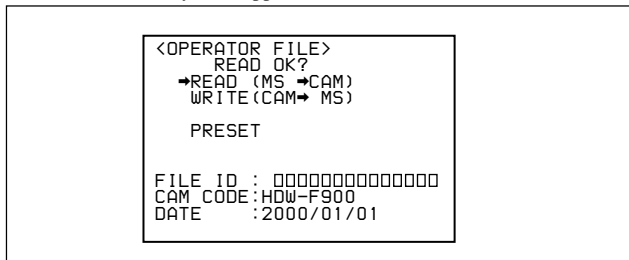 <OPERATOR FILE>
READ OK?
➡READ (MS ➡CAM)
WRITE(CAM➡ MS)
PRESET
FILE ID : □□□□□□□□□□□□□□
CAM CODE:HDW-F900
DATE :2000/01/01